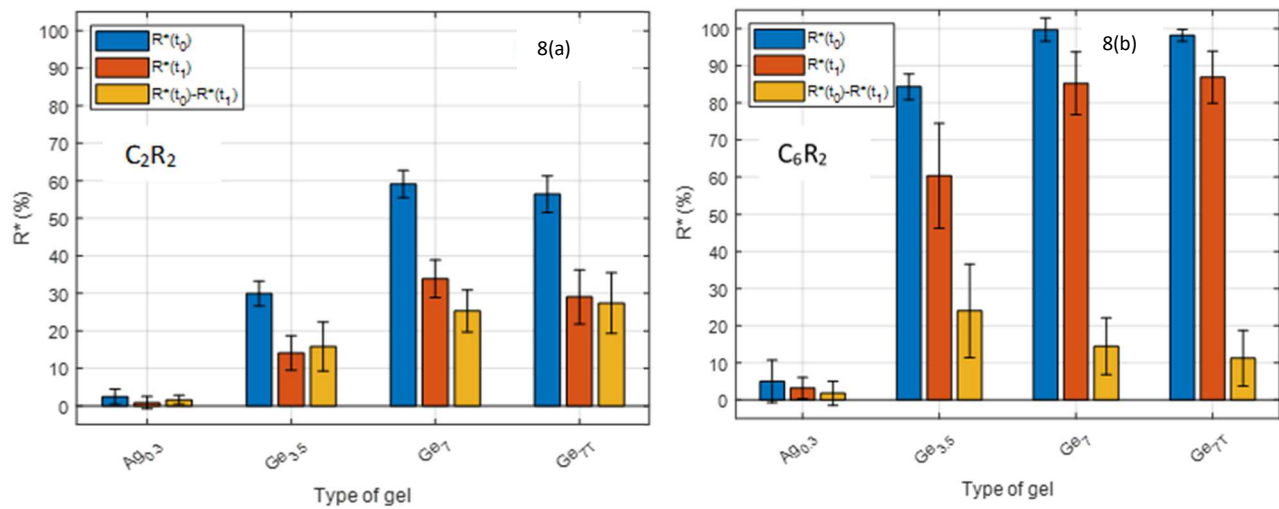 8(a)
R*(t₀)
R*(t₁)
R*(t₀)-R*(t₁)
C₂R₂
R* (%)
100
90
80
70
60
50
40
30
20
10
0
Ag₀.₃
Ge₃.₅
Ge₇
Ge₇T
Type of gel
8(b)
R*(t₀)
R*(t₁)
R*(t₀)-R*(t₁)
C₆R₂
R* (%)
100
90
80
70
60
50
40
30
20
10
0
Ag₀.₃
Ge₃.₅
Ge₇
Ge₇T
Type of gel